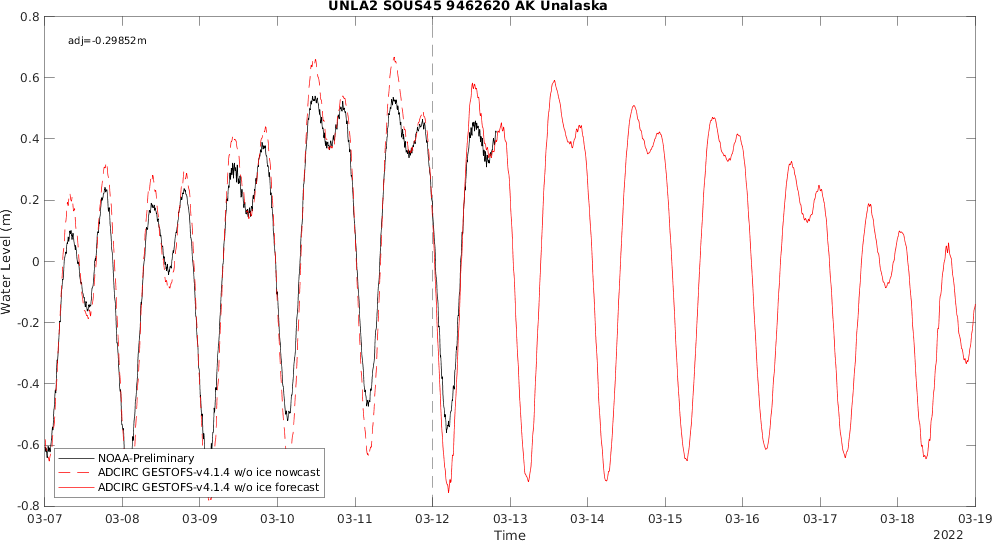 UNLA2 SOUS45 9462620 AK Unalaska
adj=-0.29852m
0.8
0.6
0.4
0.2
0
-0.2
-0.4
-0.6
-0.8
Water Level (m)
NOAA-Preliminary
ADCIRC GESTOFS-v4.1.4 w/o ice nowcast
ADCIRC GESTOFS-v4.1.4 w/o ice forecast
03-07 03-08 03-09 03-10 03-11 03-12 03-13 03-14 03-15 03-16 03-17 03-18 03-19
Time
2022